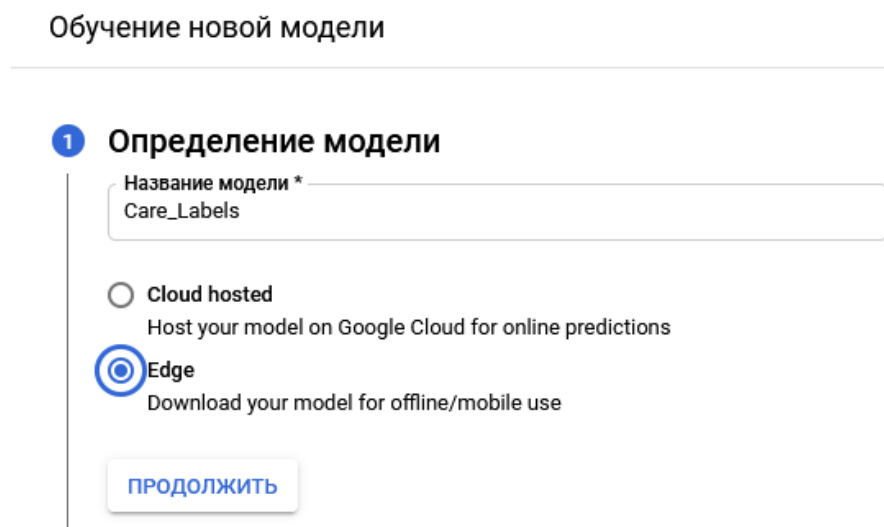 Обучение новой модели
1 Определение модели
Название модели *
Care_Labels
Cloud hosted
Host your model on Google Cloud for online predictions
Edge
Download your model for offline/mobile use
ПРОДОЛЖИТЬ